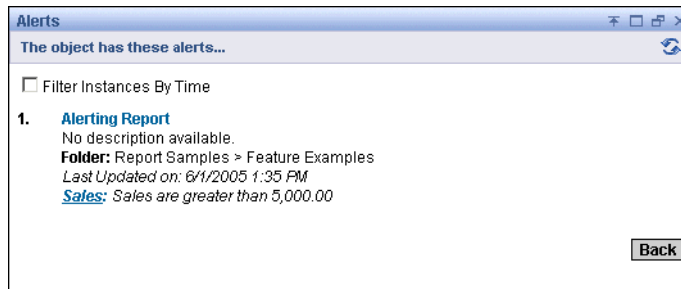 Alerts
The object has these alerts...
Filter Instances By Time
1. Alerting Report
No description available.
Folder: Report Samples > Feature Examples
Last Updated on: 6/1/2005 1:35 PM
Sales: Sales are greater than 5,000.00
Back